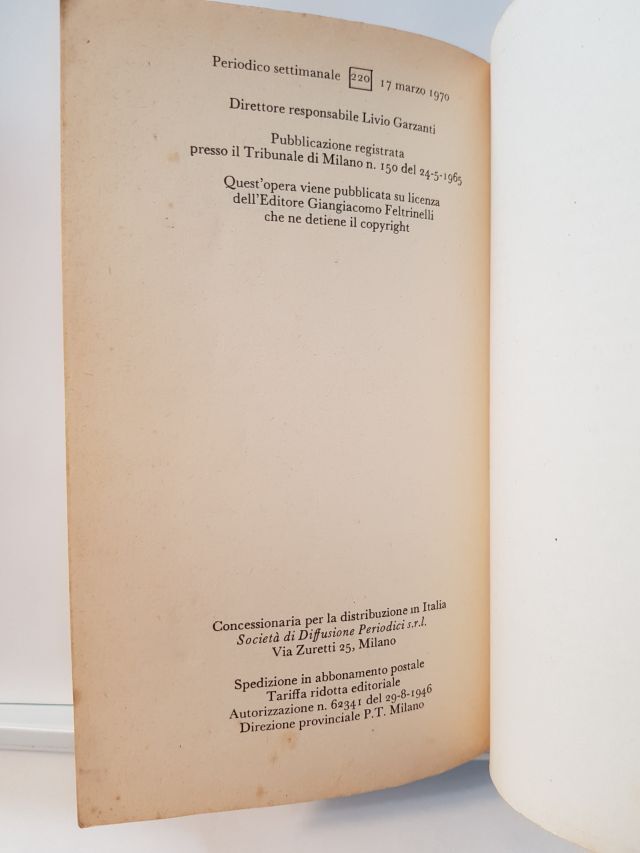 Periodico settimanale 220 17 marzo 1970
Direttore responsabile Livio Garzanti
Pubblicazione registrata
presso il Tribunale di Milano n. 150 del 24-5-1965
Quest'opera viene pubblicata su licenza
dell'Editore Giangiacomo Feltrinelli
che ne detiene il copyright
Concessionaria per la distribuzione in Italia
Società di Diffusione Periodici s.r.l.
Via Zuretti 25, Milano
Spedizione in abbonamento postale
Tariffa ridotta editoriale
Autorizzazione n. 62341 del 29-8-1946
Direzione provinciale P.T. Milano